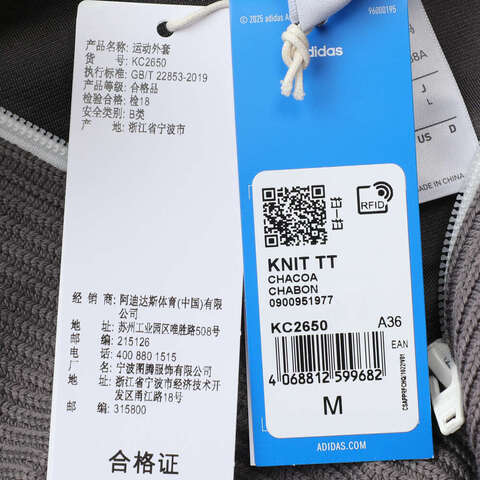 产品名称: 运动外套
货 号: KC2650
执行标准: GB/T 22853-2019
产品等级: 合格品
检验合格: 检18
安全类别: B类
产 地: 浙江省宁波市
经 销 商: 阿迪达斯体育(中国)有限公司
地 址: 苏州工业园区唯胜路508号
邮 编: 215126
电 话: 400 880 1515
厂 名: 宁波图腾服饰有限公司
厂 址: 浙江省宁波市经济技术开发区甬江路18号
邮 编: 315800
合格证
© 2025 adidas
96000195
adidas
RFID
KNIT TT
CHACOA
CHABON
0900951977
KC2650
A36
EAN
4 068812 599682
M
ADIDAS.COM
J
L
US D
MADE IN CHINA